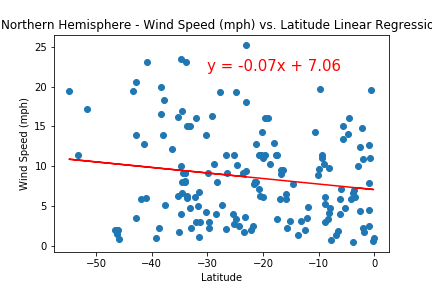 Northern Hemisphere - Wind Speed (mph) vs. Latitude Linear Regressio
25
20
15
10
5
0
Wind Speed (mph)
y = -0.07x + 7.06
−50 −40 −30 −20 −10 0
Latitude